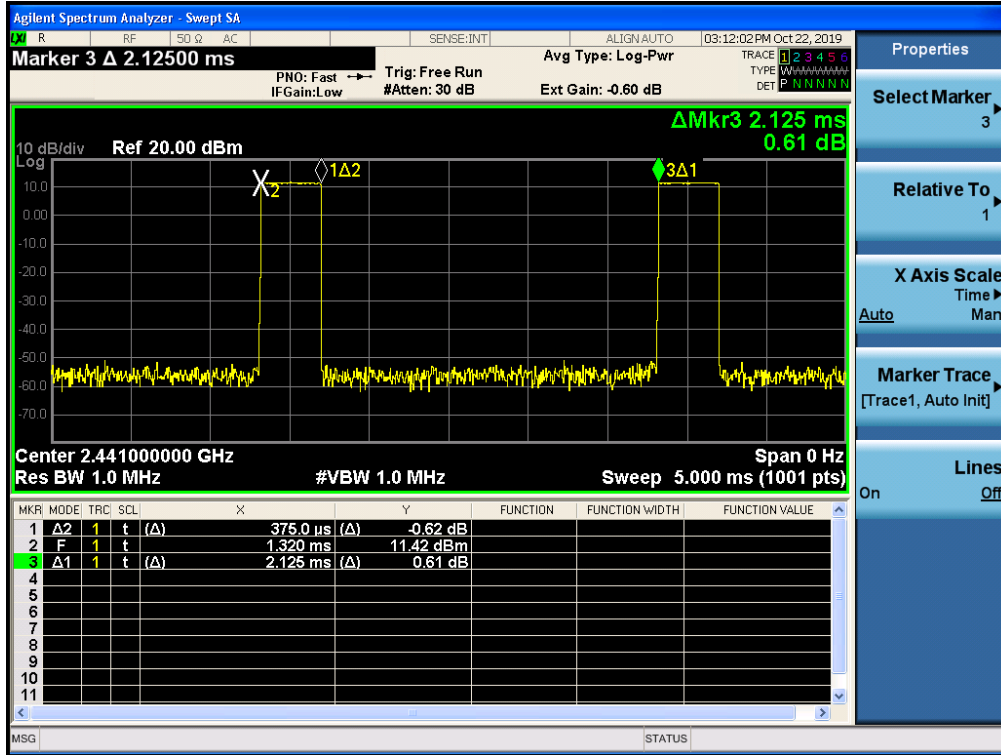 Agilent Spectrum Analyzer - Swept SA
LXI R RF 50 Ω AC SENSE:INT ALIGN AUTO 03:12:02 PM Oct 22, 2019
Marker 3 Δ 2.12500 ms
PNO: Fast
IFGain:Low
Trig: Free Run
#Atten: 30 dB
Avg Type: Log-Pwr
Ext Gain: -0.60 dB
TRACE 1 2 3 4 5 6
TYPE W
DET P N N N N N
ΔMkr3 2.125 ms
0.61 dB
10 dB/div Ref 20.00 dBm
Log
10.0
0.00
-10.0
-20.0
-30.0
-40.0
-50.0
-60.0
-70.0
X2
1Δ2
3Δ1
Center 2.441000000 GHz Span 0 Hz
Res BW 1.0 MHz #VBW 1.0 MHz Sweep 5.000 ms (1001 pts)
MKR MODE TRC SCL X Y FUNCTION FUNCTION WIDTH FUNCTION VALUE
1 Δ2 1 t (Δ) 375.0 µs (Δ) -0.62 dB
2 F 1 t 1.320 ms 11.42 dBm
3 Δ1 1 t (Δ) 2.125 ms (Δ) 0.61 dB
4
5
6
7
8
9
10
11
MSG STATUS
Properties
Select Marker
3
Relative To
1
X Axis Scale
Time
Auto Man
Marker Trace
[Trace1, Auto Init]
Lines
On Off